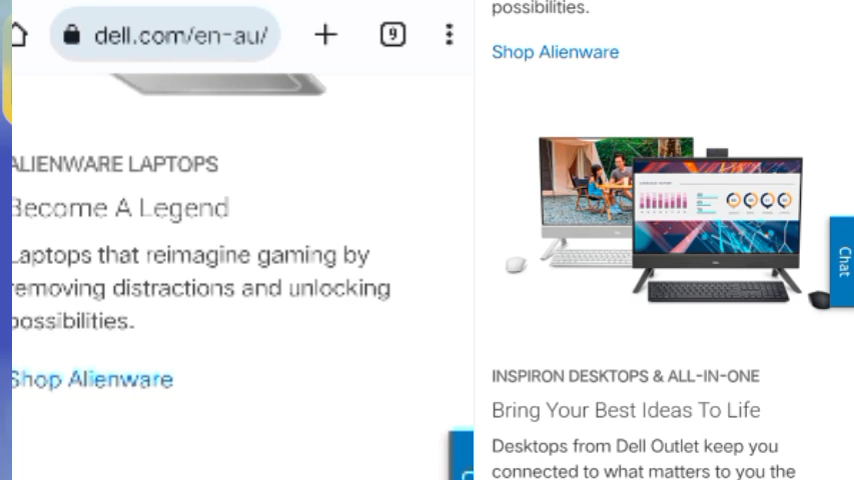 dell.com/en-au/
9
ALIENWARE LAPTOPS
Become A Legend
Laptops that reimagine gaming by
removing distractions and unlocking
possibilities.
Shop Alienware
possibilities.
Shop Alienware
Chat
INSPIRON DESKTOPS & ALL-IN-ONE
Bring Your Best Ideas To Life
Desktops from Dell Outlet keep you
connected to what matters to you the